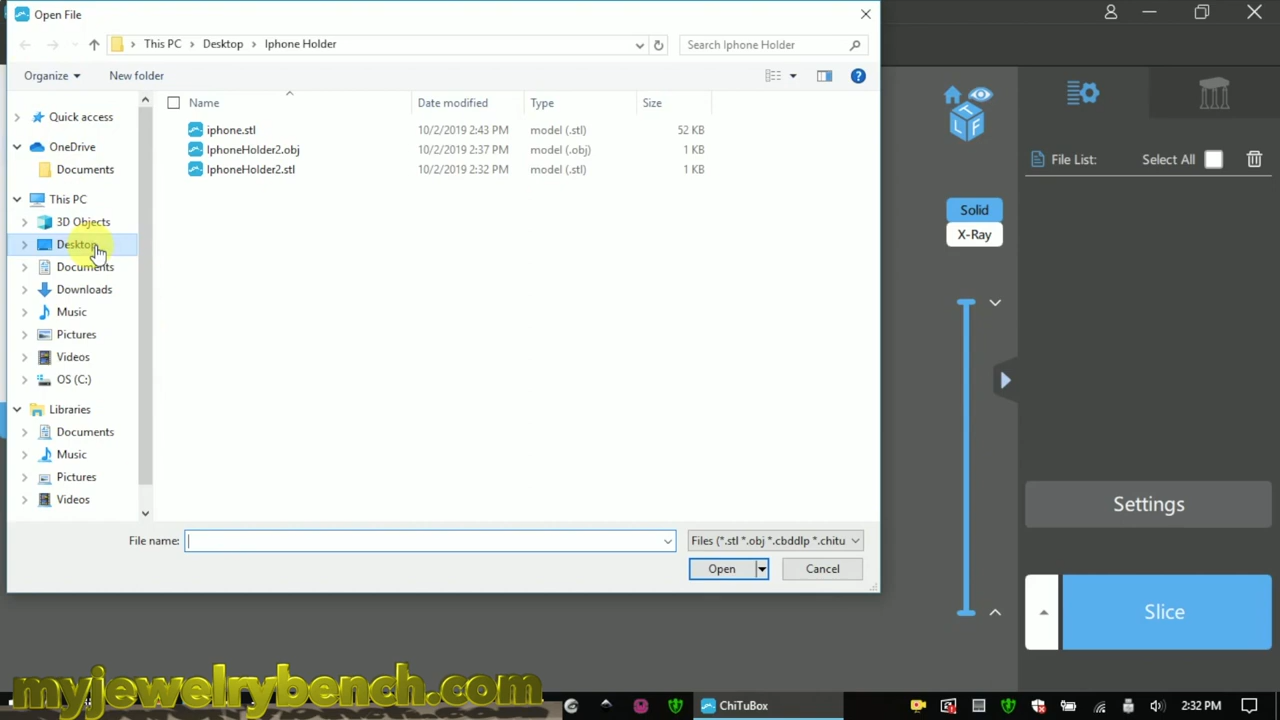 Open File
This PC > Desktop > Iphone Holder
Search Iphone Holder
Organize
New folder
Name
Date modified
Type
Size
iphone.stl 10/2/2019 2:43 PM model (.stl) 52 KB
IphoneHolder2.obj 10/2/2019 2:37 PM model (.obj) 1 KB
IphoneHolder2.stl 10/2/2019 2:32 PM model (.stl) 1 KB
Quick access
OneDrive
Documents
This PC
3D Objects
Desktop
Documents
Downloads
Music
Pictures
Videos
OS (C:)
Libraries
Documents
Music
Pictures
Videos
File name:
Files (*.stl *.obj *.cbddlp *.chitu
Open
Cancel
T
L F
File List:
Select All
Solid
X-Ray
Settings
Slice
myjewelrybench.com
ChiTuBox
2:32 PM